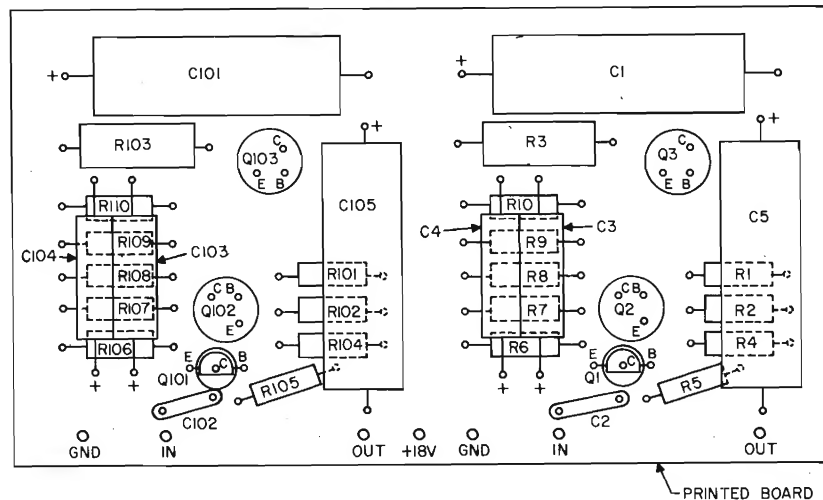 C101
C1
+
+
+
+
R103
R3
C
Q103
E B
C
Q3
E B
R110
R10
C105
C5
C104
R109
C103
C4
R9
C3
R108
R101
R8
R1
R107
C B
Q102
E
R102
R7
C B
Q2
E
R2
R106
R104
R6
R4
E
C
B
E
C
B
+ +
Q101
R105
+ +
Q1
R5
C102
C2
GND
IN
OUT
+18V
GND
IN
OUT
PRINTED BOARD